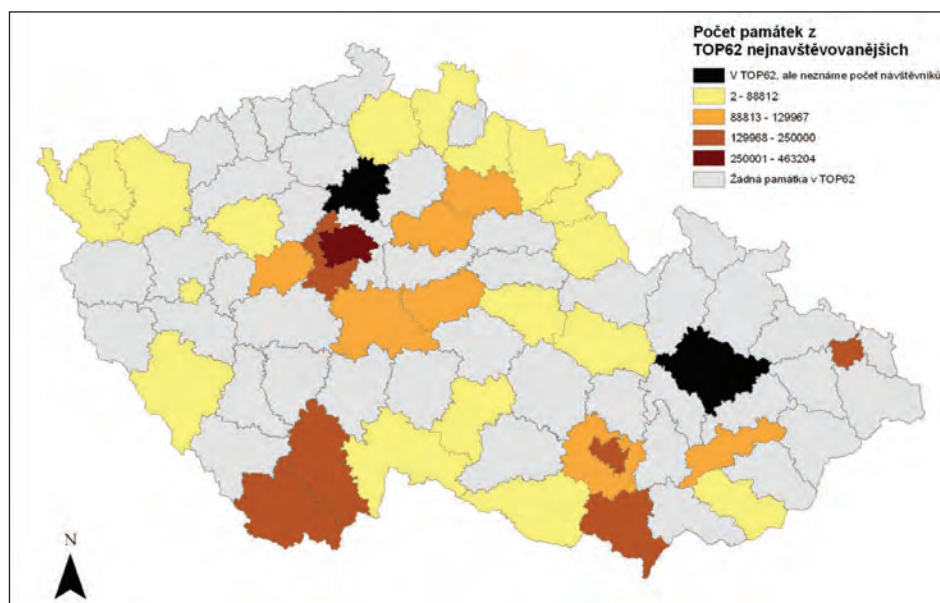 Počet památek z
TOP62 nejnavštěvovanějších
V TOP62, ale neznáme počet návštěvníků
2 - 88812
88813 - 129967
129968 - 250000
250001 - 463204
Žádná památka v TOP62
N